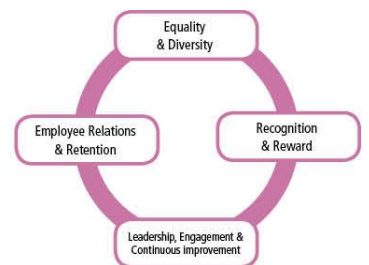 Equality
& Diversity
Employee Relations
& Retention
Recognition
& Reward
Leadership, Engagement &
Continuous improvement